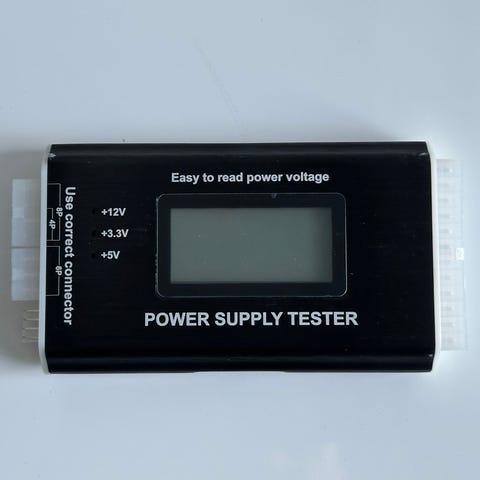 Easy to read power voltage
+12V
+3.3V
+5V
Use correct connector
8P
4P
6P
POWER SUPPLY TESTER